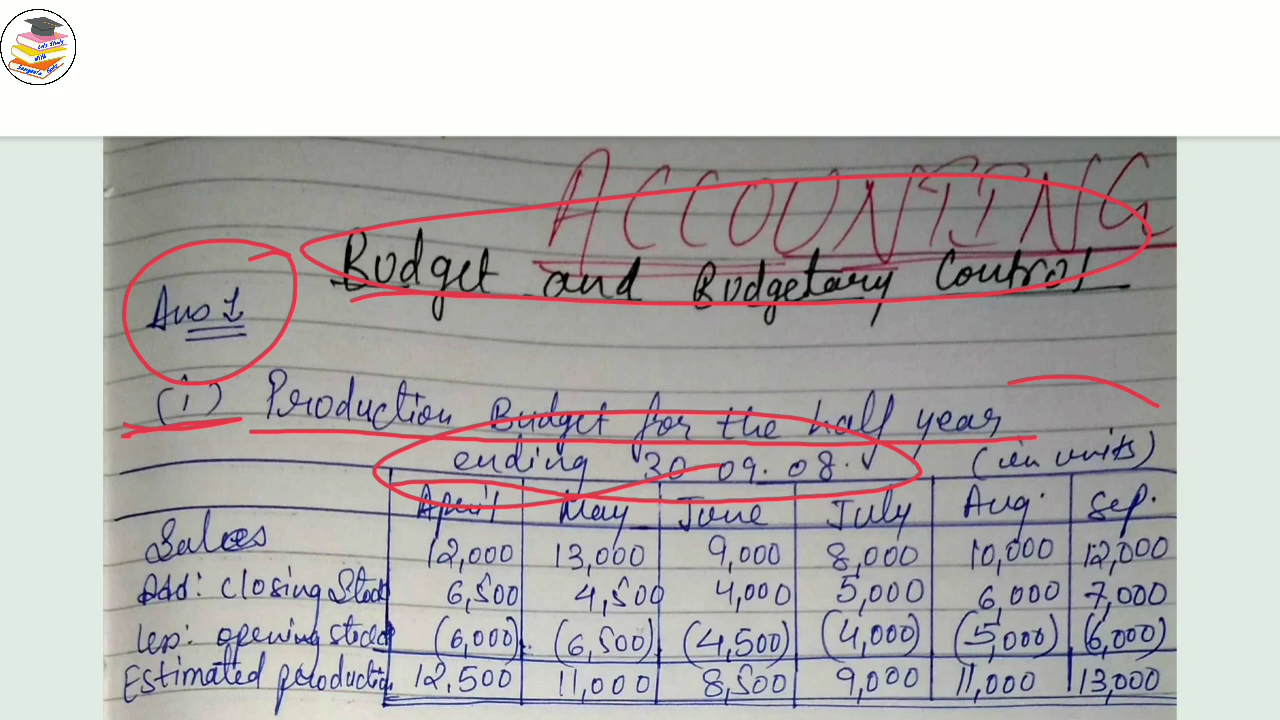 Let's Study
With
ACCOUNTING
Budget and Budgetary Control
Ans 1
(i) Production Budget for the half year
ending 30.09.08. (in units)
April May June July Aug. Sep.
Sales 12,000 13,000 9,000 8,000 10,000 12,000
Add: Closing Stock 6,500 4,500 4,000 5,000 6,000 7,000
Less: opening stock (6,000) (6,500) (4,500) (4,000) (5,000) (6,000)
Estimated production 12,500 11,000 8,500 9,000 11,000 13,000